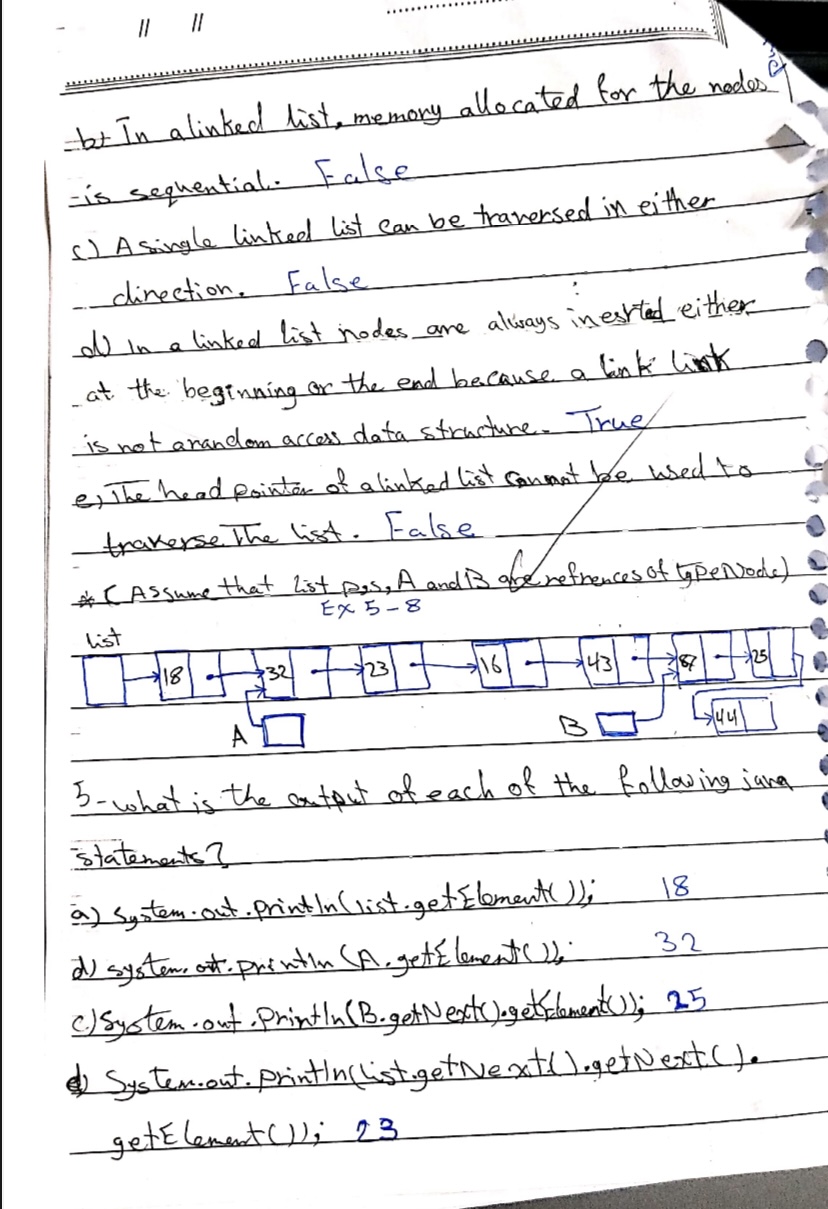 // //
b) In a linked list, memory allocated for the nodes
is sequential. False
c) A single linked list can be traversed in either
direction. False
d) In a linked list nodes are always inesrted either
at the beginning or the end because a link link
is not a random access data structure. True
e) The head pointer of a linked list cannot be used to
traverse The list. False
* (Assume that list p,s, A and B are refrences of type Node)
Ex 5-8
list
18 32 23 16 43 87 25
A B 44
5- what is the output of each of the following java
statements?
a) System.out.println(list.getElement()); 18
d) system.out.println(A.getElement()); 32
c) System.out.println(B.getNext().getElement()); 25
d) System.out.println(list.getNext().getNext().
getElement()); 23